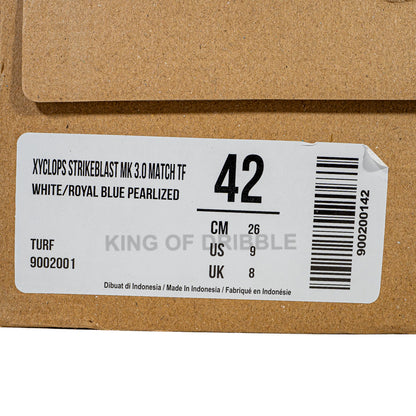 XYCLOPS STRIKEBLAST MK 3.0 MATCH TF
WHITE/ROYAL BLUE PEARLIZED
42
CM 26
US 9
UK 8
TURF
9002001
KING OF DRIBBLE
Dibuat di Indonesia / Made In Indonesia / Fabriqué en Indonésie
900200142